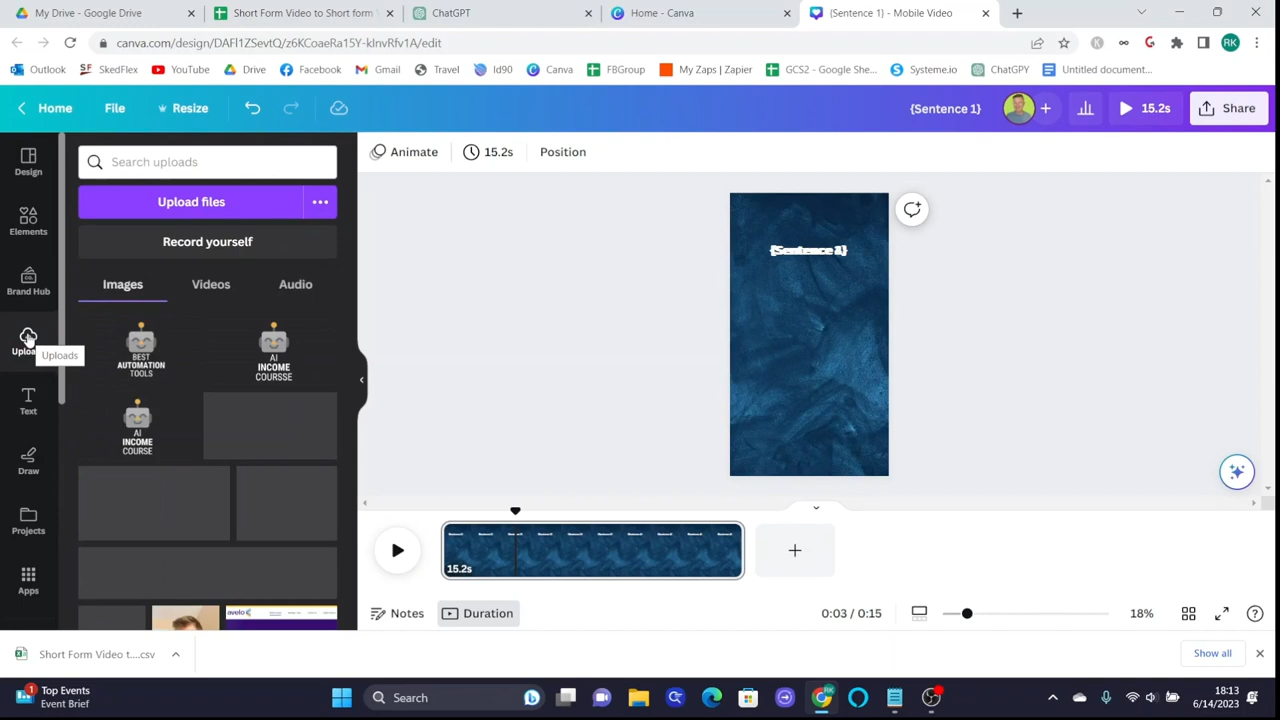 My Drive - Google Drive
Short Form Video to Short form V
ChatGPT
Home - Canva
{Sentence 1} - Mobile Video
canva.com/design/DAFl1ZSevtQ/z6KCoaeRa15Y-kInvRfv1A/edit
RK
Outlook
SkedFlex
YouTube
Drive
Facebook
Gmail
Travel
Id90
Canva
FBGroup
My Zaps | Zapier
GCS2 - Google She...
Systeme.io
ChatGPY
Untitled document...
Home
File
Resize
{Sentence 1}
15.2s
Share
Design
Elements
Brand Hub
Uploads
Text
Draw
Projects
Apps
Search uploads
Upload files
Record yourself
Images
Videos
Audio
BEST
AUTOMATION
TOOLS
AI
INCOME
COURSSE
AI
INCOME
COURSE
avelo
Animate
15.2s
Position
{Sentence 1}
15.2s
Notes
Duration
0:03 / 0:15
18%
Short Form Video t....csv
Show all
1
Top Events
Event Brief
Search
RK
18:13
6/14/2023